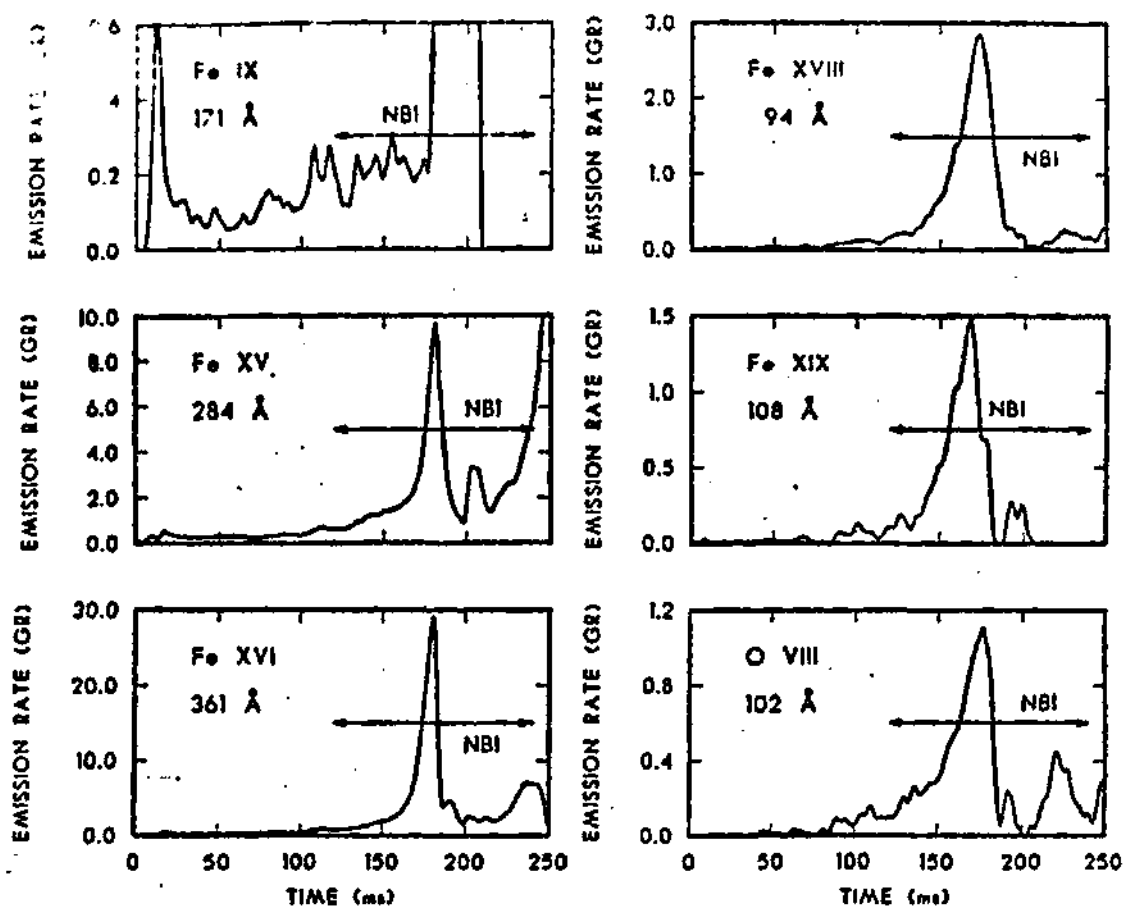 EMISSION
6
4
0.2
0.0
Fe IX
171 Å
NBI
EMISSION RATE (GR)
3.0
2.0
1.0
0.0
Fe XVIII
94 Å
NBI
EMISSION RATE (GR)
10.0
8.0
6.0
4.0
2.0
0.0
Fe XV
284 Å
NBI
EMISSION RATE (GR)
1.5
1.0
0.5
0.0
Fe XIX
108 Å
NBI
EMISSION RATE (GR)
30.0
20.0
10.0
0.0
Fe XVI
361 Å
NBI
0 50 100 150 200 250
TIME (ms)
EMISSION RATE (GR)
1.2
0.8
0.4
0.0
O VIII
102 Å
NBI
0 50 100 150 200 250
TIME (ms)